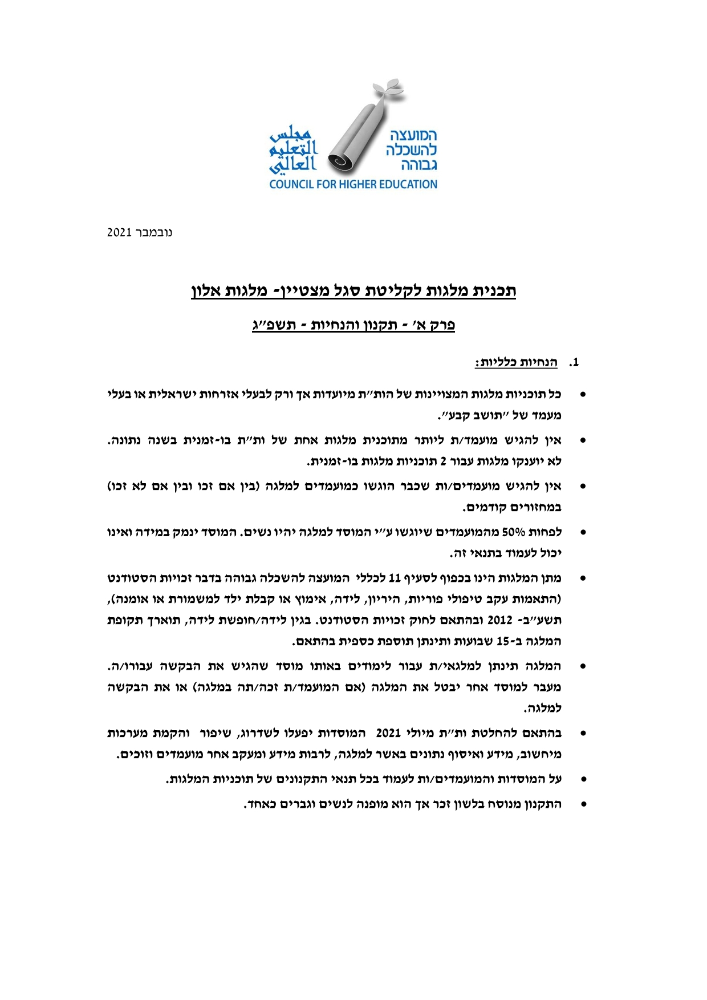 המועצה
להשכלה
גבוהה
مجلس
التعليم
العالي
COUNCIL FOR HIGHER EDUCATION
נובמבר 2021
תכנית מלגות לקליטת סגל מצטיין- מלגות אלון
פרק א' - תקנון והנחיות - תשפ"ג
1. הנחיות כלליות:
• כל תוכניות מלגות המצויינות של הות"ת מיועדות אך ורק לבעלי אזרחות ישראלית או בעלי
מעמד של "תושב קבע".
• אין להגיש מועמד/ת ליותר מתוכנית מלגות אחת של ות"ת בו-זמנית בשנה נתונה.
לא יוענקו מלגות עבור 2 תוכניות מלגות בו-זמנית.
• אין להגיש מועמדים/ות שכבר הוגשו כמועמדים למלגה (בין אם זכו ובין אם לא זכו)
במחזורים קודמים.
• לפחות 50% מהמועמדים שיוגשו ע"י המוסד למלגה יהיו נשים. המוסד ינמק במידה ואינו
יכול לעמוד בתנאי זה.
• מתן המלגות הינו בכפוף לסעיף 11 לכללי המועצה להשכלה גבוהה בדבר זכויות הסטודנט
(התאמות עקב טיפולי פוריות, היריון, לידה, אימוץ או קבלת ילד למשמורת או אומנה),
תשע"ב- 2012 ובהתאם לחוק זכויות הסטודנט. בגין לידה/חופשת לידה, תוארך תקופת
המלגה ב-15 שבועות ותינתן תוספת כספית בהתאם.
• המלגה תינתן למלגאי/ת עבור לימודים באותו מוסד שהגיש את הבקשה עבורו/ה.
מעבר למוסד אחר יבטל את המלגה (אם המועמד/ת זכה/תה במלגה) או את הבקשה
למלגה.
• בהתאם להחלטת ות"ת מיולי 2021 המוסדות יפעלו לשדרוג, שיפור והקמת מערכות
מיחשוב, מידע ואיסוף נתונים באשר למלגה, לרבות מידע ומעקב אחר מועמדים וזוכים.
• על המוסדות והמועמדים/ות לעמוד בכל תנאי התקנונים של תוכניות המלגות.
• התקנון מנוסח בלשון זכר אך הוא מופנה לנשים וגברים כאחד.